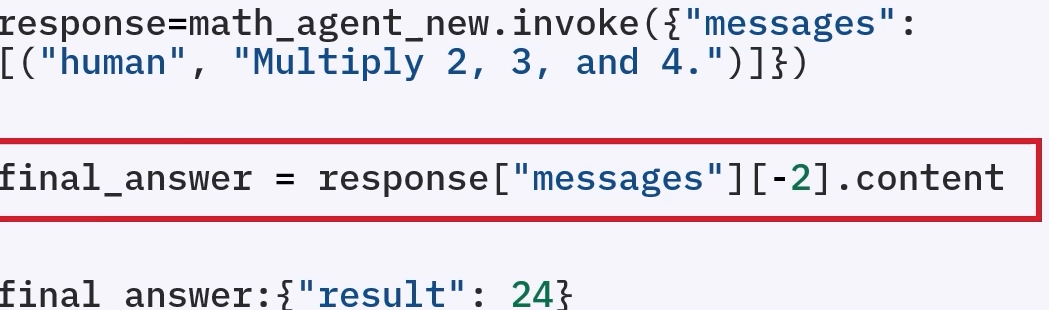 response=math_agent_new.invoke({"messages":
[("human", "Multiply 2, 3, and 4.")]})
final_answer = response["messages"][-2].content
final answer:{"result": 24}